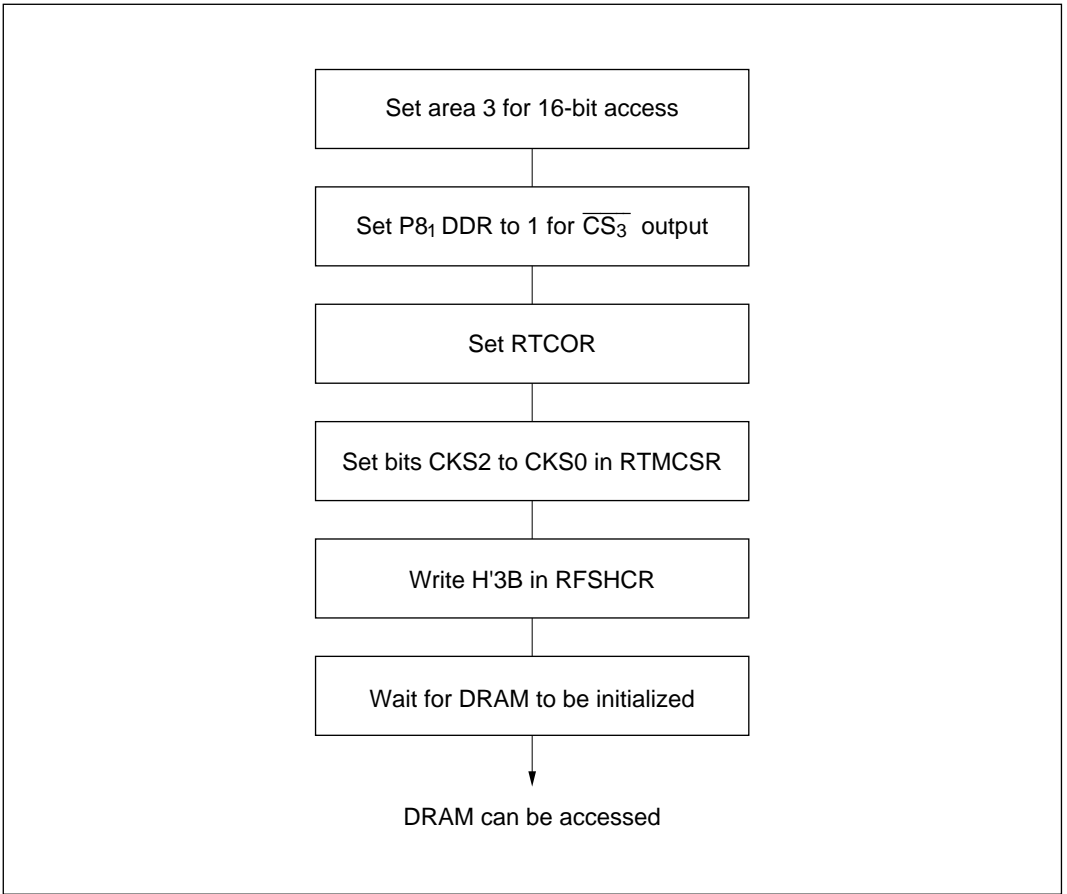 Set area 3 for 16-bit access
Set P8₁ DDR to 1 for C̅S̅₃̅ output
Set RTCOR
Set bits CKS2 to CKS0 in RTMCSR
Write H'3B in RFSHCR
Wait for DRAM to be initialized
DRAM can be accessed